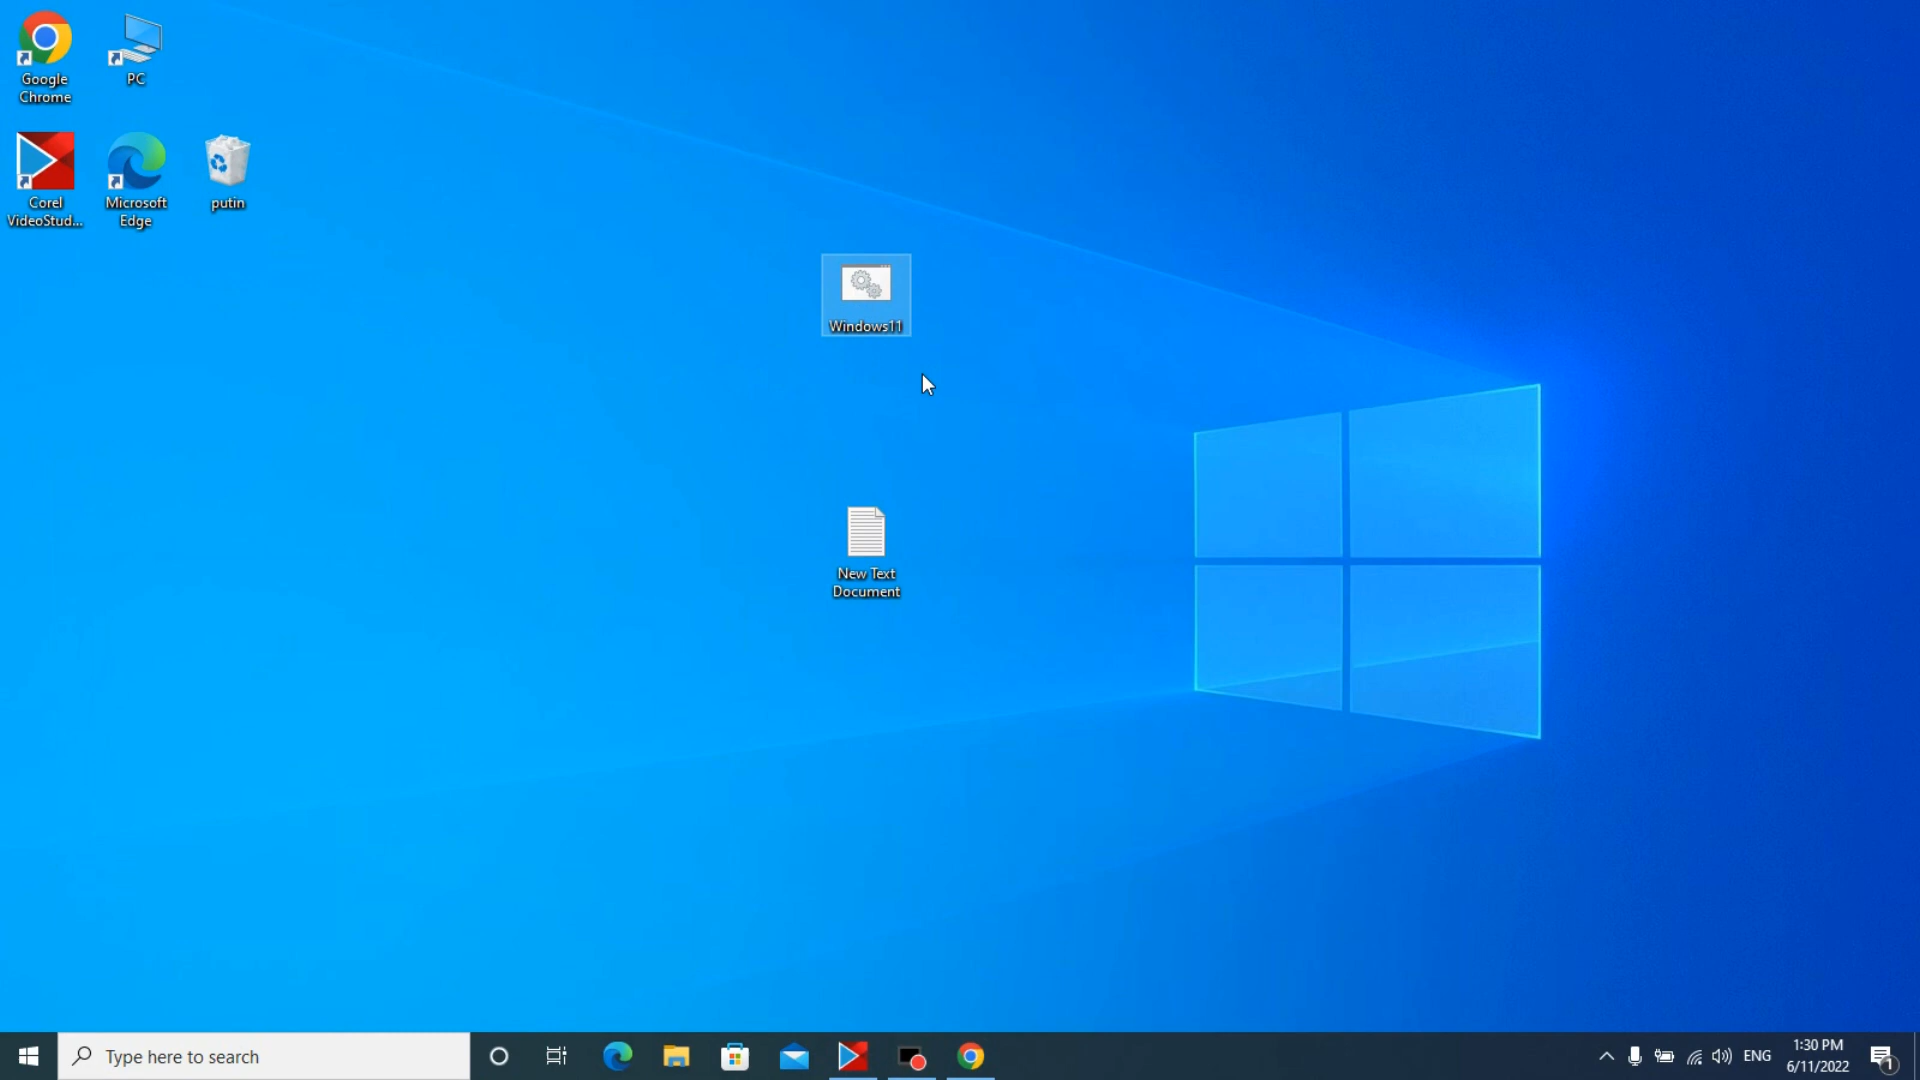 Google
Chrome
PC
Corel
VideoStud...
Microsoft
Edge
putin
Windows11
New Text
Document
Type here to search
ENG
1:30 PM
6/11/2022
1